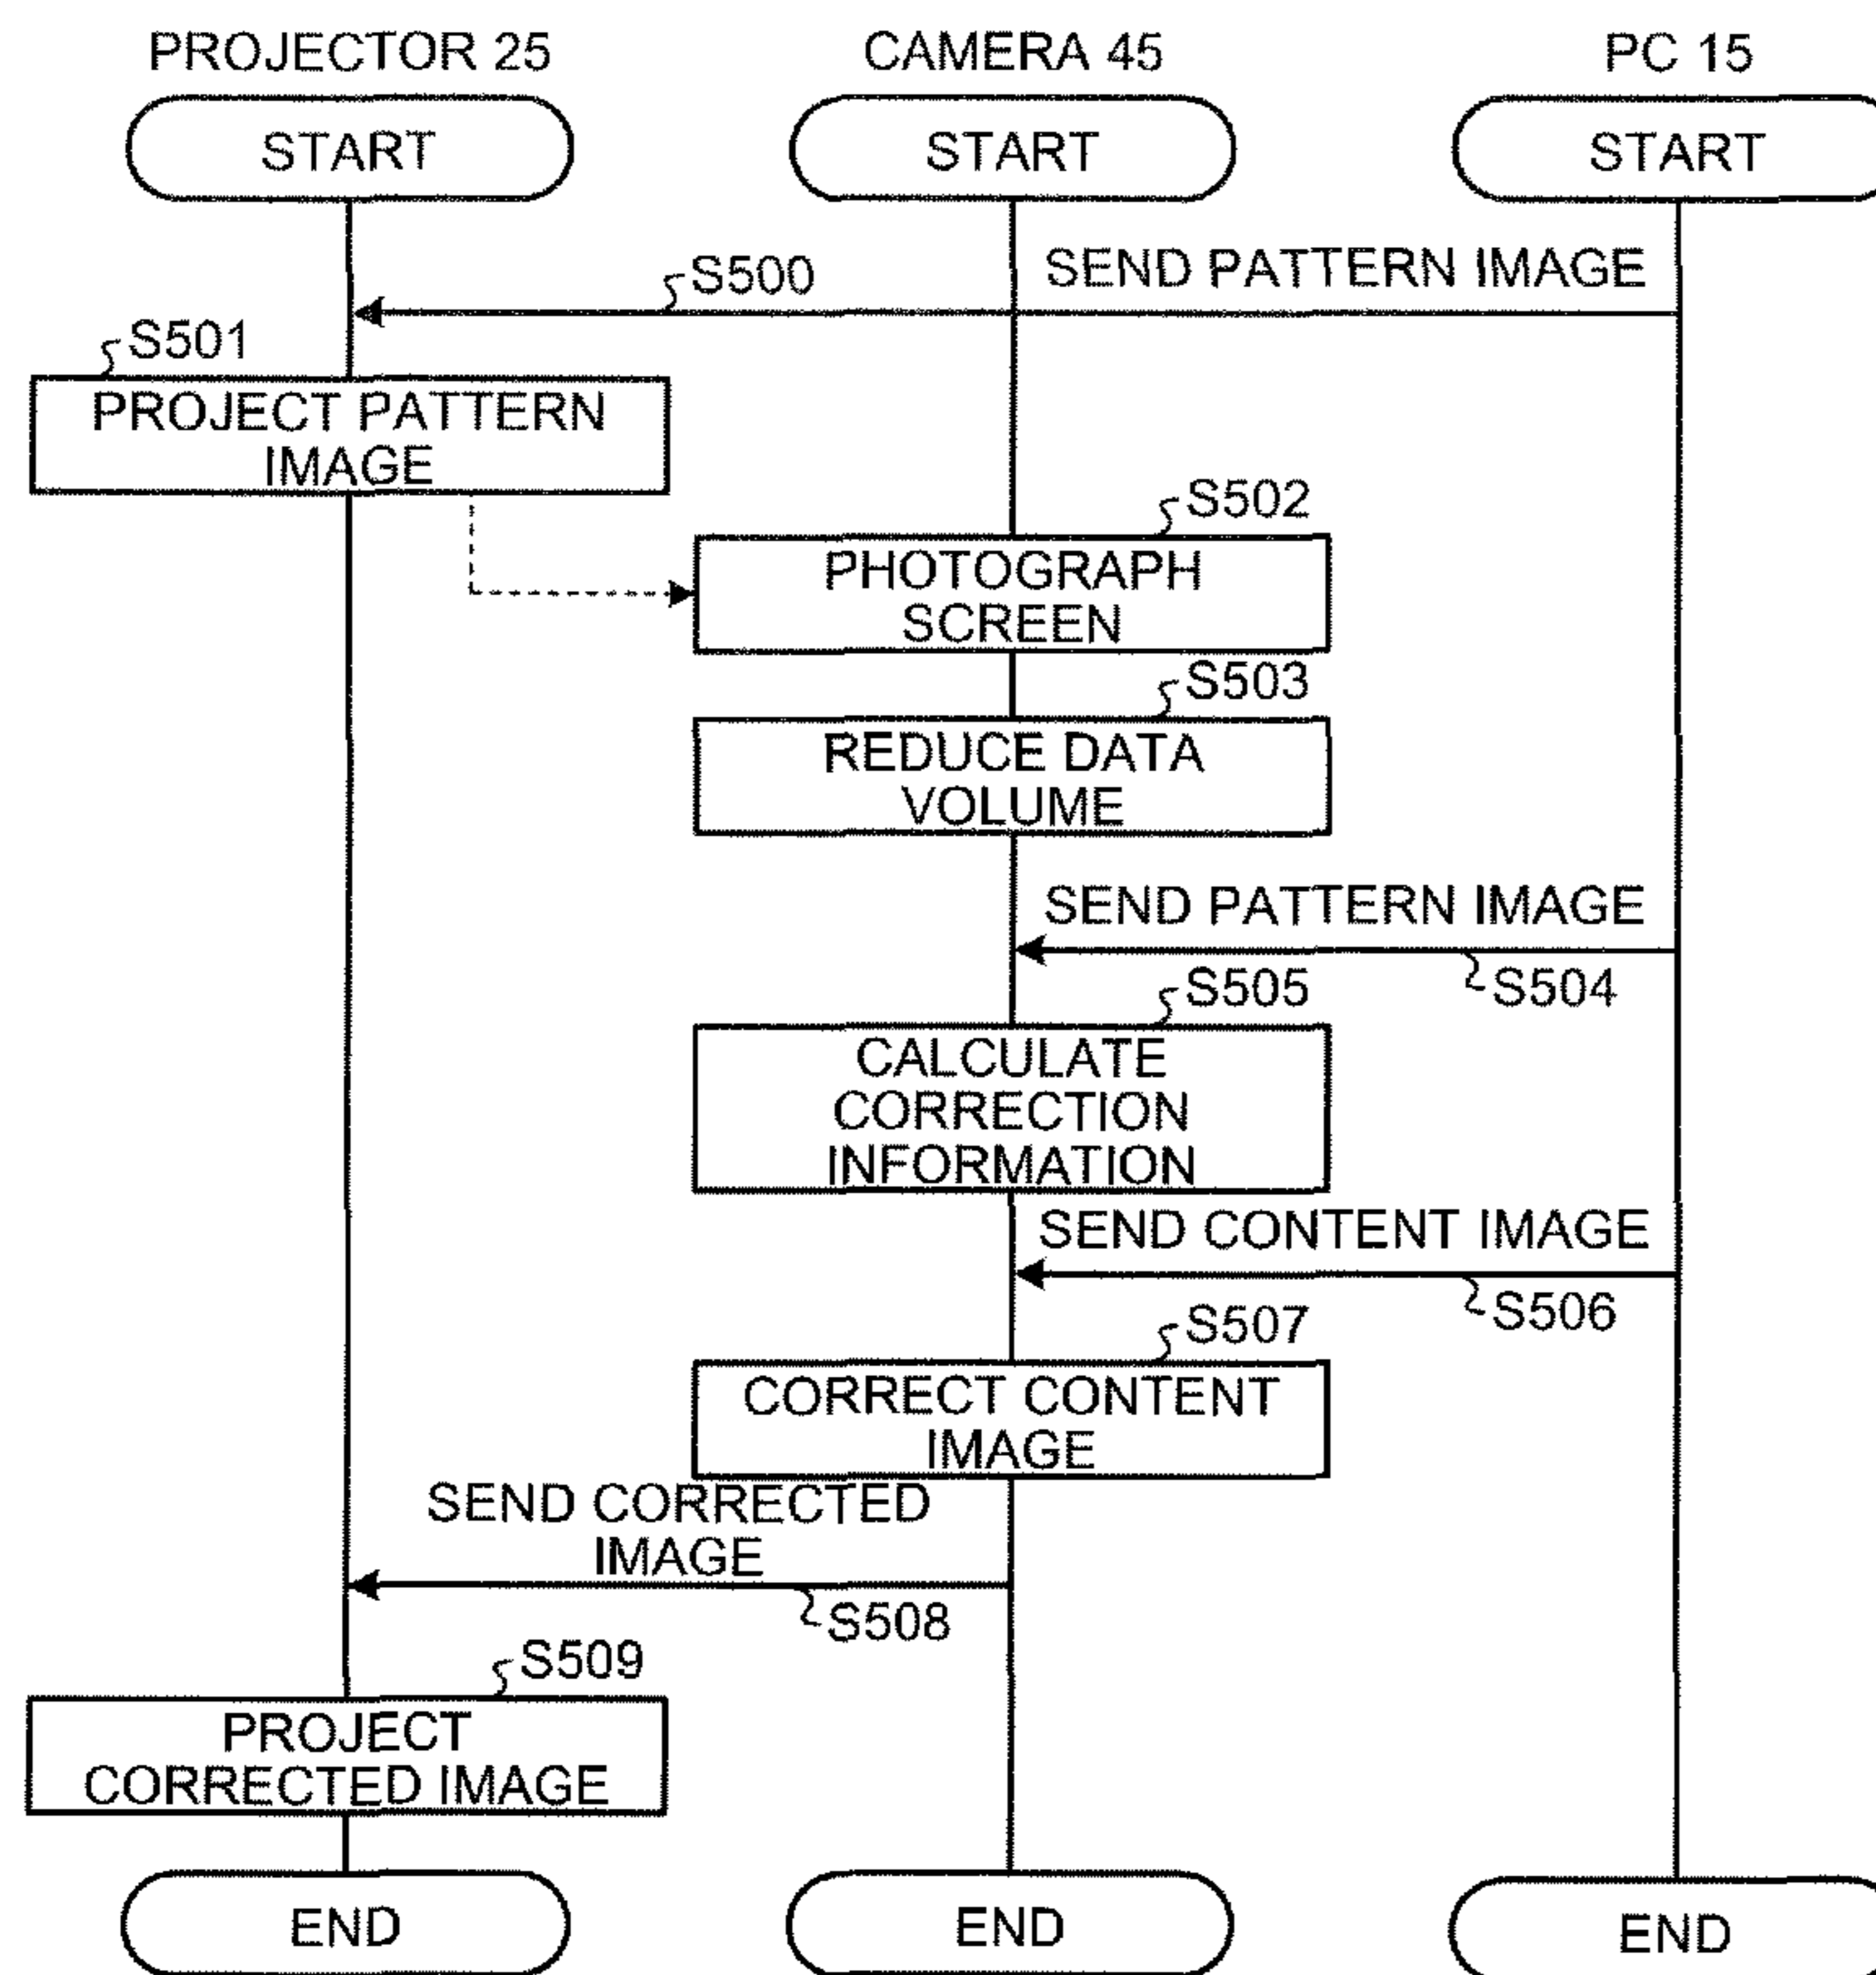 PROJECTOR 25
CAMERA 45
PC 15
START
START
START
SEND PATTERN IMAGE
S500
S501
PROJECT PATTERN
IMAGE
S502
PHOTOGRAPH
SCREEN
S503
REDUCE DATA
VOLUME
SEND PATTERN IMAGE
S504
S505
CALCULATE
CORRECTION
INFORMATION
SEND CONTENT IMAGE
S506
S507
CORRECT CONTENT
IMAGE
SEND CORRECTED
IMAGE
S508
S509
PROJECT
CORRECTED IMAGE
END
END
END